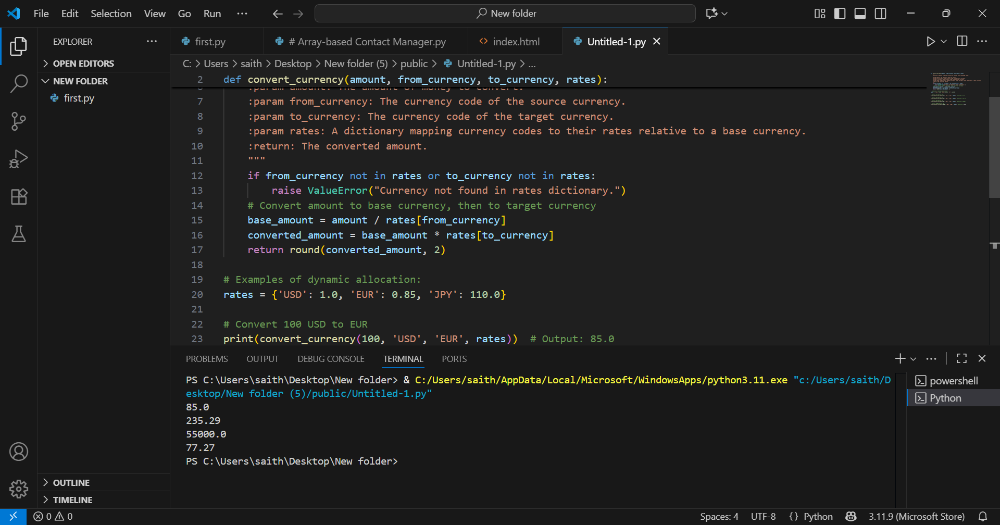 File Edit Selection View Go Run ··· New folder
EXPLORER ···
first.py # Array-based Contact Manager.py index.html Untitled-1.py
OPEN EDITORS
NEW FOLDER
first.py
OUTLINE
TIMELINE
C: > Users > saith > Desktop > New folder (5) > public > Untitled-1.py > ...
2 def convert_currency(amount, from_currency, to_currency, rates):
6 :param amount: The amount of money to convert.
7 :param from_currency: The currency code of the source currency.
8 :param to_currency: The currency code of the target currency.
9 :param rates: A dictionary mapping currency codes to their rates relative to a base currency.
10 :return: The converted amount.
11 """
12 if from_currency not in rates or to_currency not in rates:
13 raise ValueError("Currency not found in rates dictionary.")
14 # Convert amount to base currency, then to target currency
15 base_amount = amount / rates[from_currency]
16 converted_amount = base_amount * rates[to_currency]
17 return round(converted_amount, 2)
18
19 # Examples of dynamic allocation:
20 rates = {'USD': 1.0, 'EUR': 0.85, 'JPY': 110.0}
21
22 # Convert 100 USD to EUR
23 print(convert_currency(100, 'USD', 'EUR', rates)) # Output: 85.0
PROBLEMS OUTPUT DEBUG CONSOLE TERMINAL PORTS
PS C:\Users\saith\Desktop\New folder> & C:/Users/saith/AppData/Local/Microsoft/WindowsApps/python3.11.exe "c:/Users/saith/D
esktop/New folder (5)/public/Untitled-1.py"
85.0
235.29
55000.0
77.27
PS C:\Users\saith\Desktop\New folder>
powershell
Python
0 0 Spaces: 4 UTF-8 {} Python 3.11.9 (Microsoft Store)